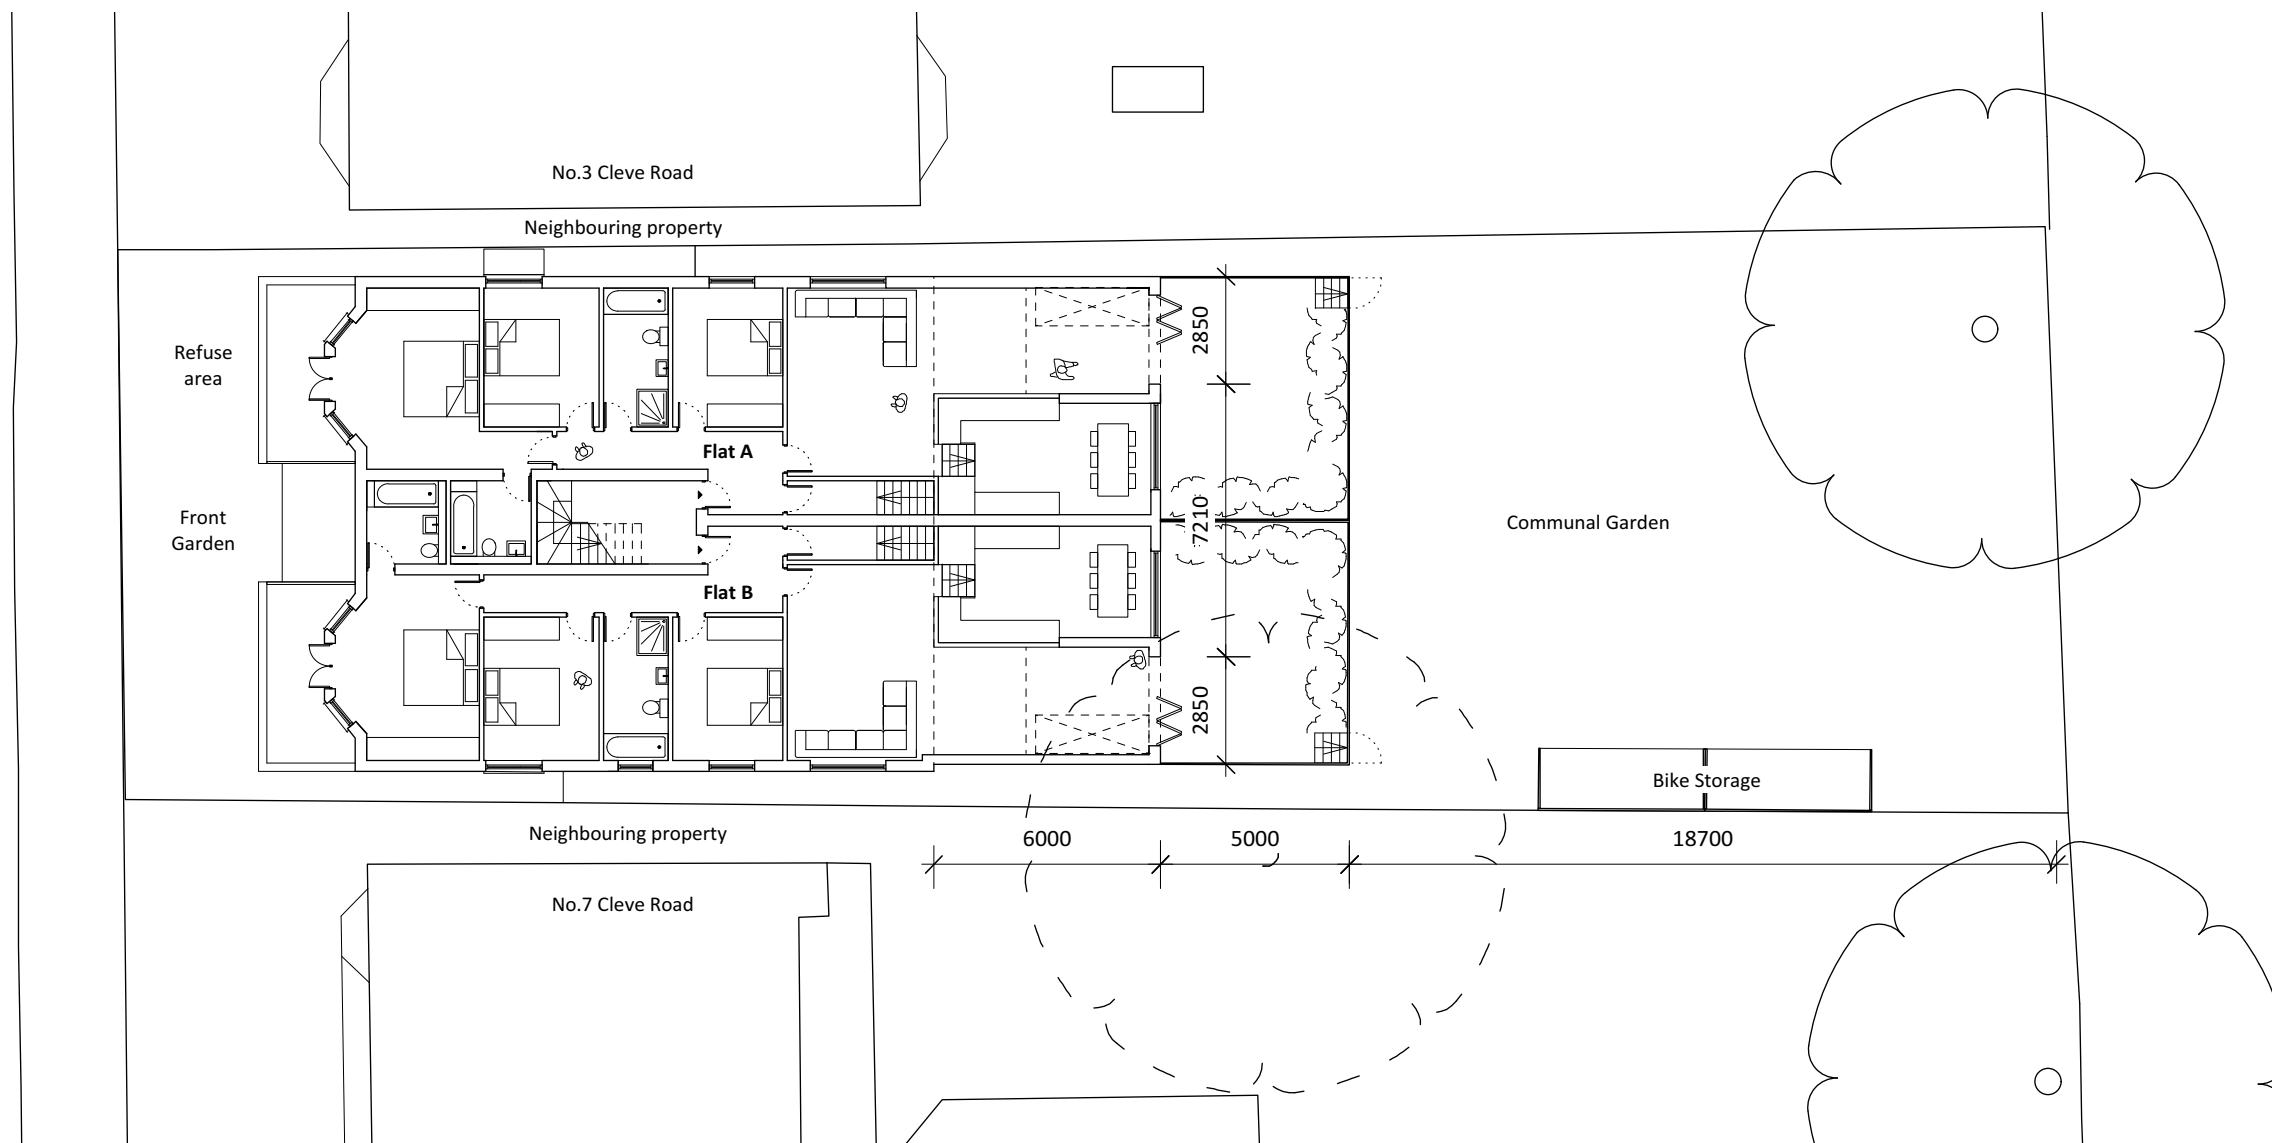 No.3 Cleve Road
Neighbouring property
Refuse
area
2850
Flat A
Front
Garden
7210
Communal Garden
Flat B
2850
Bike Storage
Neighbouring property
6000
5000
18700
No.7 Cleve Road